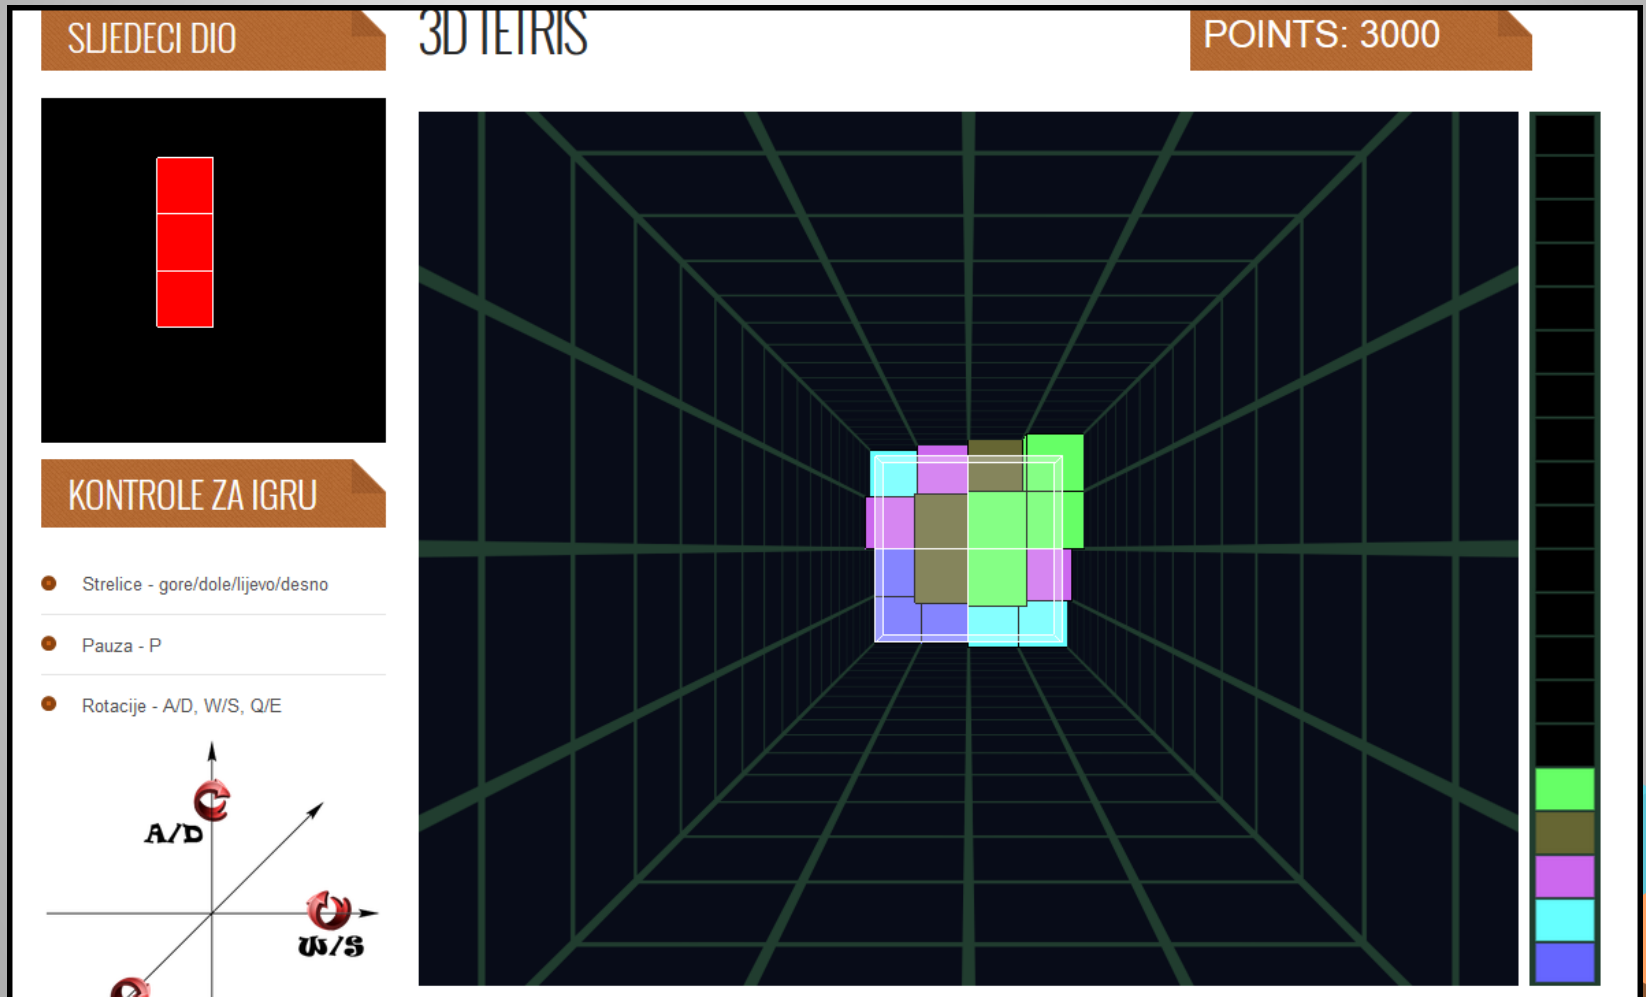 SLJEDECI DIO
3D TETRIS
POINTS: 3000
KONTROLE ZA IGRU
Strelice - gore/dole/lijevo/desno
Pauza - P
Rotacije - A/D, W/S, Q/E
A/D
W/S